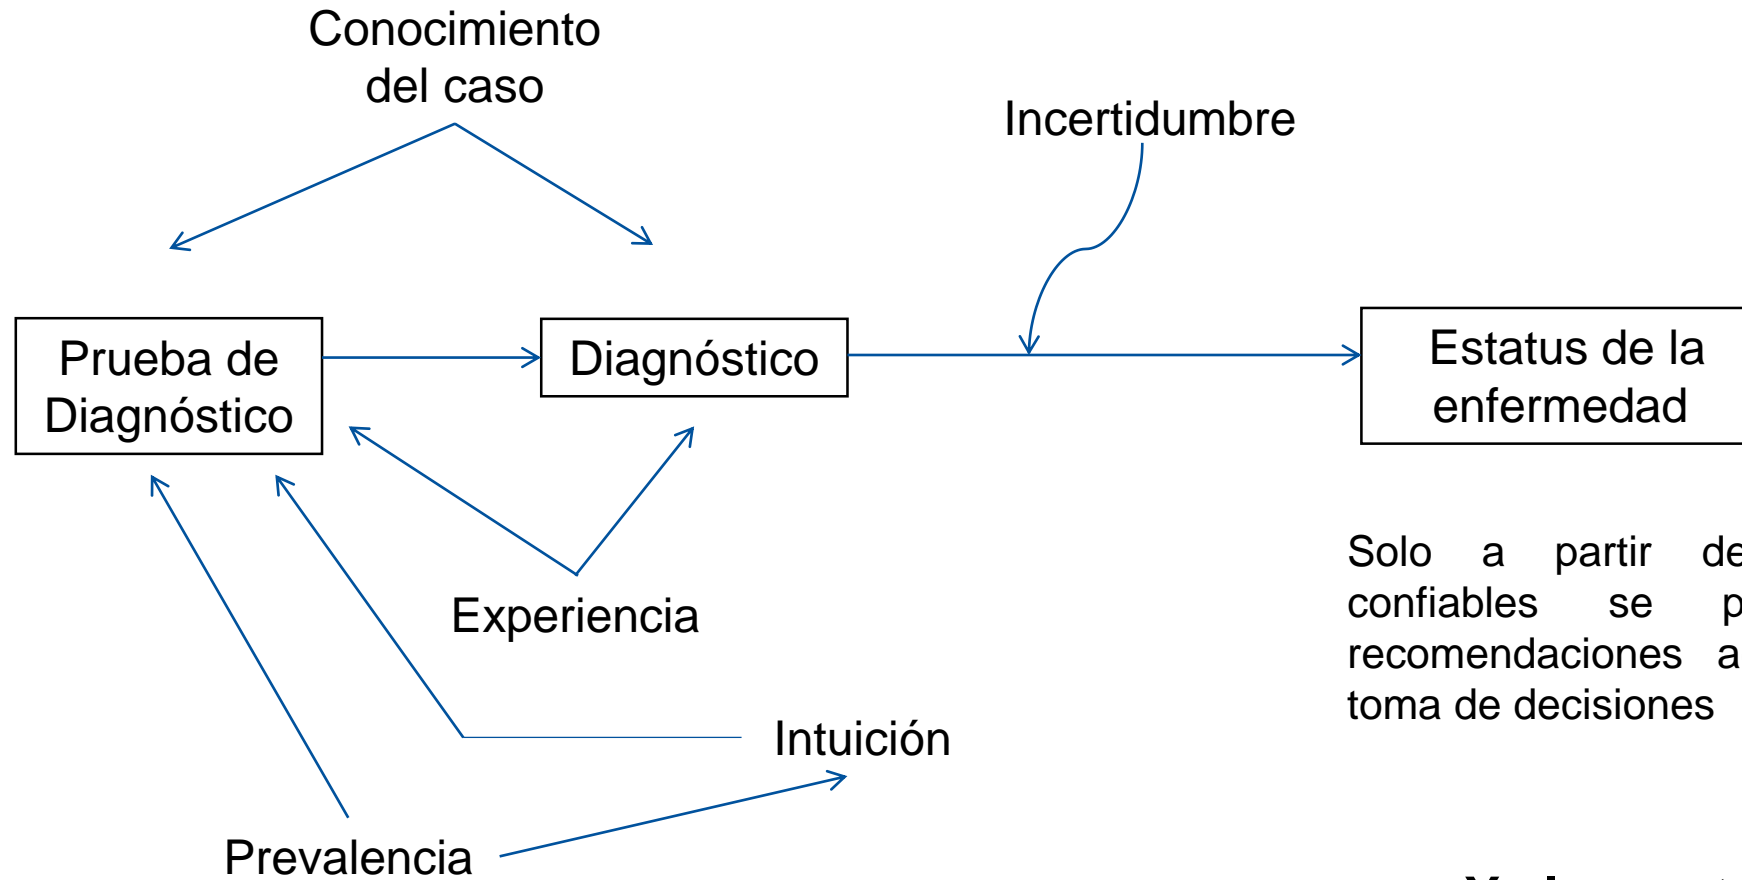 Conocimiento
del caso
Incertidumbre
Prueba de
Diagnóstico
Diagnóstico
Estatus de la
enfermedad
Experiencia
Solo a partir de
confiables se
recomendaciones a
toma de decisiones
Intuición
Prevalencia